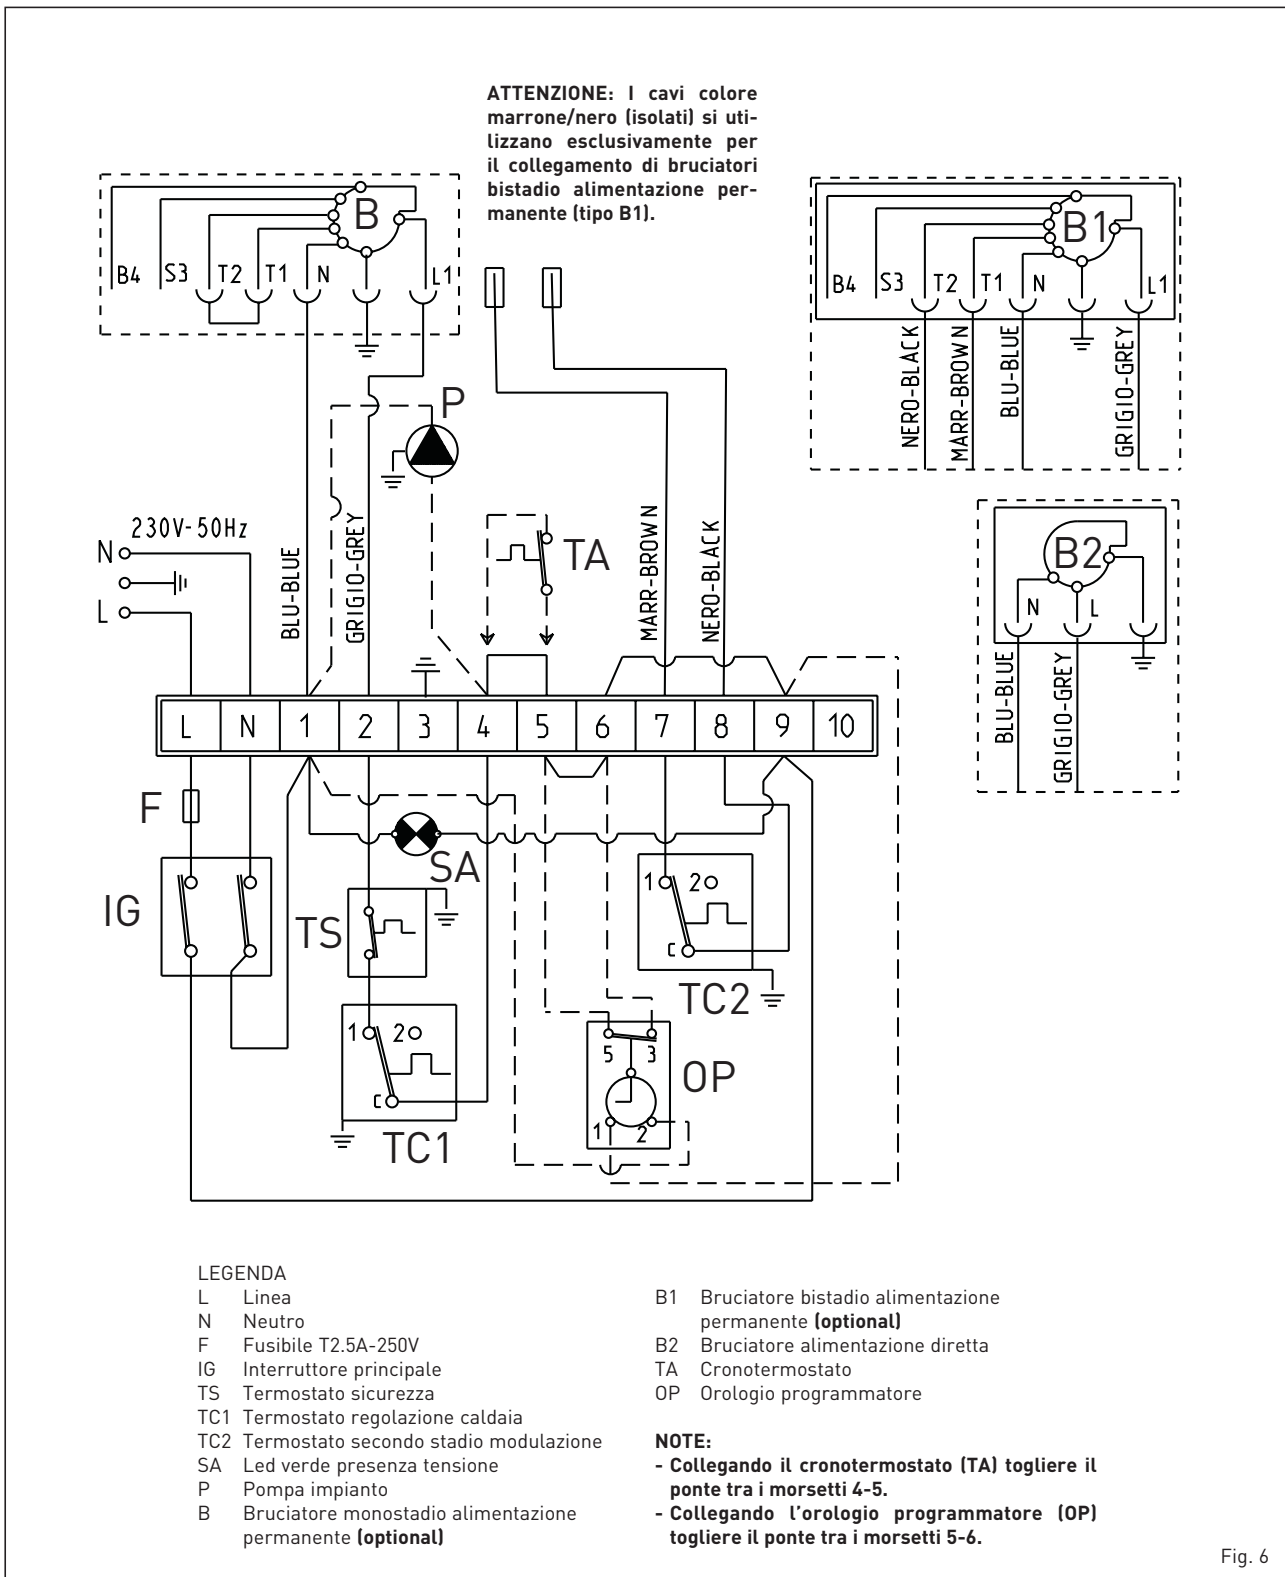 ATTENZIONE: I cavi colore
marrone/nero (isolati) si uti-
lizzano esclusivamente per
il collegamento di bruciatori
bistadio alimentazione per-
manente (tipo B1).
B
B4 S3 T2 T1 N L1
B1
B4 S3 T2 T1 N L1
NERO-BLACK
MARR-BROWN
BLU-BLUE
GRIGIO-GREY
P
230V-50Hz
N
L
BLU-BLUE
GRIGIO-GREY
TA
MARR-BROWN
NERO-BLACK
B2
N L
BLU-BLUE
GRIGIO-GREY
L N 1 2 3 4 5 6 7 8 9 10
F
SA
IG
TS
1 2
C
TC2
1 2
C
TC1
5 3
OP
1 2
LEGENDA
L Linea
N Neutro
F Fusibile T2.5A-250V
IG Interruttore principale
TS Termostato sicurezza
TC1 Termostato regolazione caldaia
TC2 Termostato secondo stadio modulazione
SA Led verde presenza tensione
P Pompa impianto
B Bruciatore monostadio alimentazione
permanente (optional)
B1 Bruciatore bistadio alimentazione
permanente (optional)
B2 Bruciatore alimentazione diretta
TA Cronotermostato
OP Orologio programmatore
NOTE:
- Collegando il cronotermostato (TA) togliere il
ponte tra i morsetti 4-5.
- Collegando l'orologio programmatore (OP)
togliere il ponte tra i morsetti 5-6.
Fig. 6